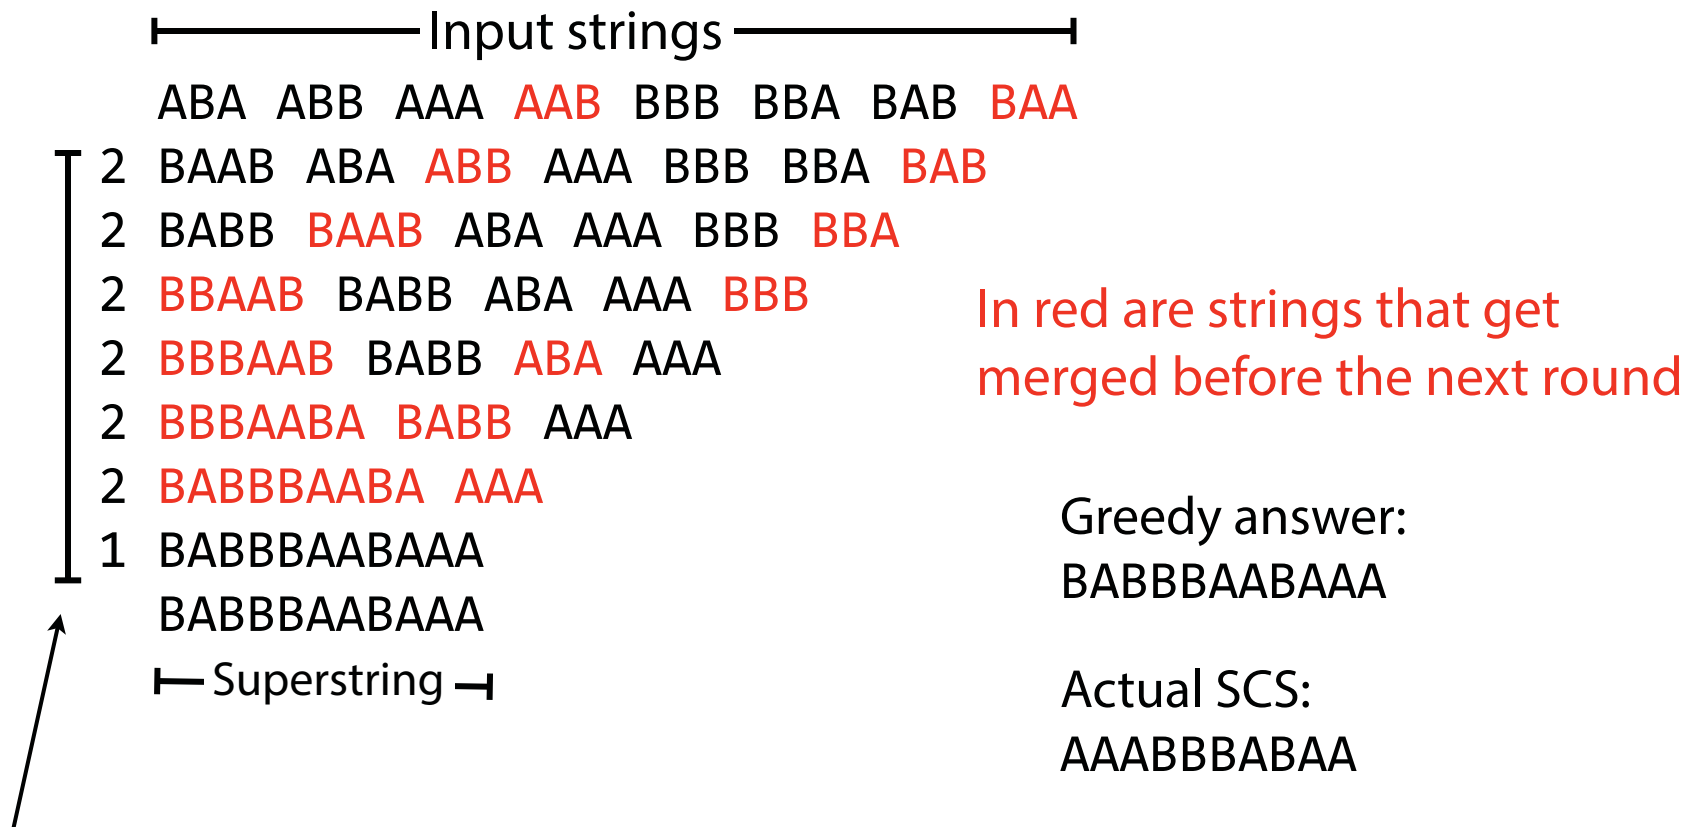 Input strings
ABA ABB AAA AAB BBB BBA BAB BAA
2 BAAB ABA ABB AAA BBB BBA BAB
2 BABB BAAB ABA AAA BBB BBA
2 BBAAB BABB ABA AAA BBB
2 BBBAAB BABB ABA AAA
2 BBBAABA BABB AAA
2 BABBBAABA AAA
1 BABBBAABAAA
BABBBAABAAA
Superstring
In red are strings that get
merged before the next round
Greedy answer:
BABBBAABAAA
Actual SCS:
AAABBBABAA